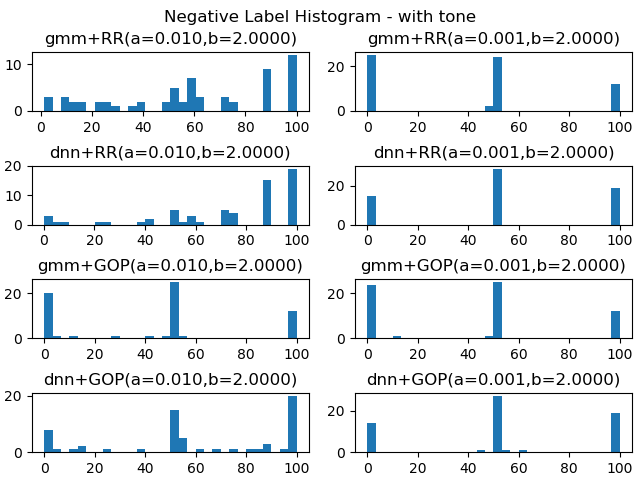 Negative Label Histogram - with tone
gmm+RR(a=0.010,b=2.0000)
10
0
0 20 40 60 80 100
gmm+RR(a=0.001,b=2.0000)
20
0
0 20 40 60 80 100
dnn+RR(a=0.010,b=2.0000)
20
10
0
0 20 40 60 80 100
dnn+RR(a=0.001,b=2.0000)
20
0
0 20 40 60 80 100
gmm+GOP(a=0.010,b=2.0000)
20
0
0 20 40 60 80 100
gmm+GOP(a=0.001,b=2.0000)
20
0
0 20 40 60 80 100
dnn+GOP(a=0.010,b=2.0000)
20
10
0
0 20 40 60 80 100
dnn+GOP(a=0.001,b=2.0000)
20
0
0 20 40 60 80 100